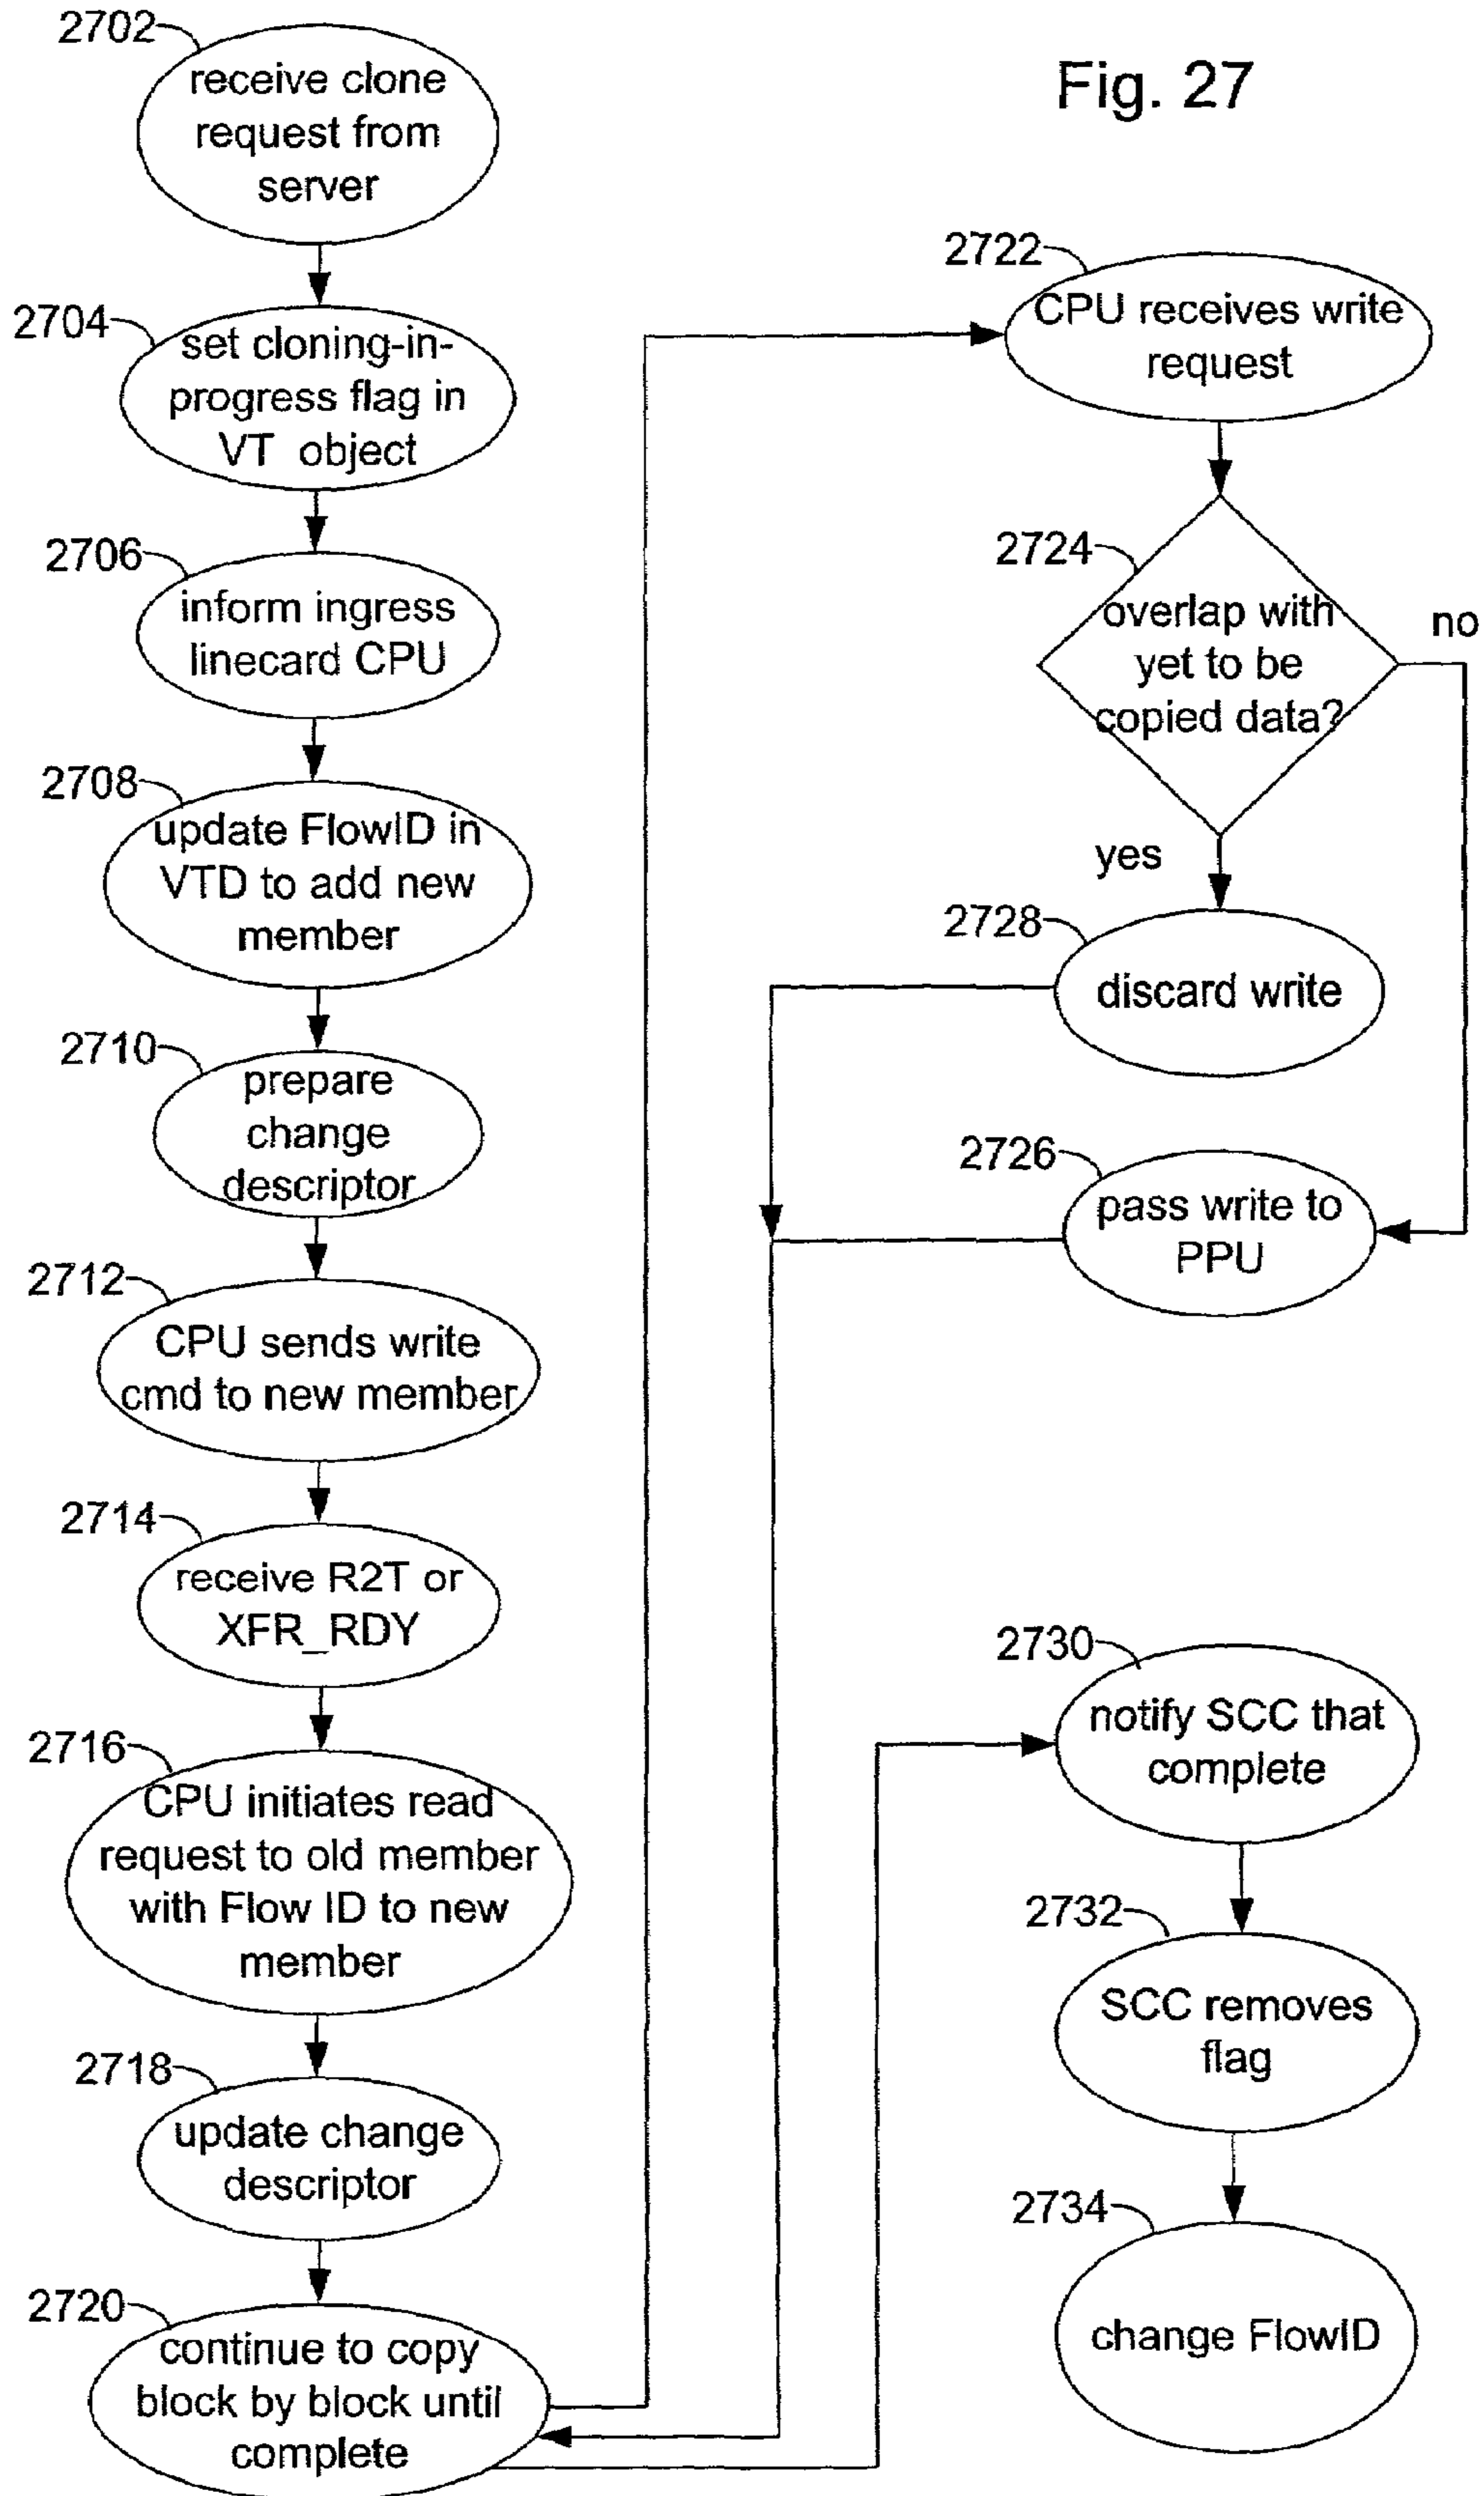 Fig. 27
2702
receive clone
request from
server
2704
set cloning-in-
progress flag in
VT object
2706
inform ingress
linecard CPU
2708
update FlowID in
VTD to add new
member
2710
prepare
change
descriptor
2712
CPU sends write
cmd to new member
2714
receive R2T or
XFR_RDY
2716
CPU initiates read
request to old member
with Flow ID to new
member
2718
update change
descriptor
2720
continue to copy
block by block until
complete
2722
CPU receives write
request
2724
overlap with
yet to be
copied data?
no
yes
2728
discard write
2726
pass write to
PPU
2730
notify SCC that
complete
2732
SCC removes
flag
2734
change FlowID